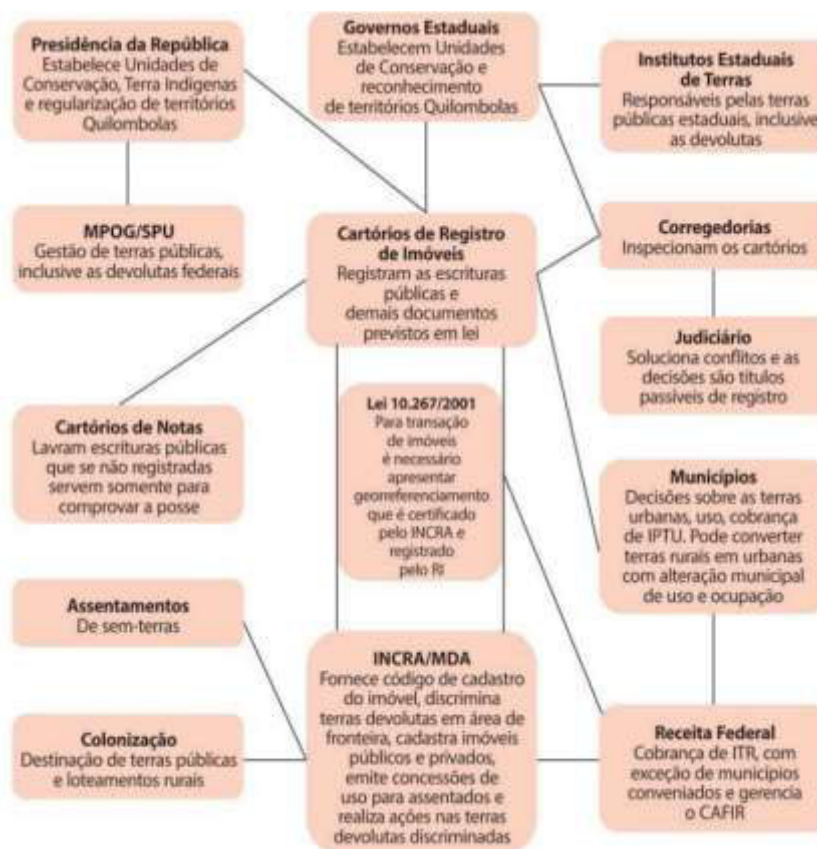 Presidência da República
Estabelece Unidades de
Conservação, Terra Indígenas
e regularização de territórios
Quilombolas
Governos Estaduais
Estabelecem Unidades
de Conservação e
reconhecimento
de territórios Quilombolas
Institutos Estaduais
de Terras
Responsáveis pelas terras
públicas estaduais, inclusive
as devolutas
MPOG/SPU
Gestão de terras públicas,
inclusive as devolutas federais
Cartórios de Registro
de Imóveis
Registram as escrituras
públicas e
demais documentos
previstos em lei
Corregedorias
Inspecionam os cartórios
Judiciário
Soluciona conflitos e as
decisões são títulos
passíveis de registro
Cartórios de Notas
Lavram escrituras públicas
que se não registradas
servem somente para
comprovar a posse
Lei 10.267/2001
Para transação
de imóveis
é necessário
apresentar
georreferenciamento
que é certificado
pelo INCRA e
registrado
pelo RI
Municípios
Decisões sobre as terras
urbanas, uso, cobrança
de IPTU. Pode converter
terras rurais em urbanas
com alteração municipal
de uso e ocupação
Assentamentos
De sem-terras
Colonização
Destinação de terras públicas
e loteamentos rurais
INCRA/MDA
Fornece código de cadastro
do imóvel, discrimina
terras devolutas em área de
fronteira, cadastra imóveis
públicos e privados,
emite concessões de
uso para assentados e
realiza ações nas terras
devolutas discriminadas
Receita Federal
Cobrança de ITR, com
exceção de municípios
conveniados e gerencia
o CAFIR